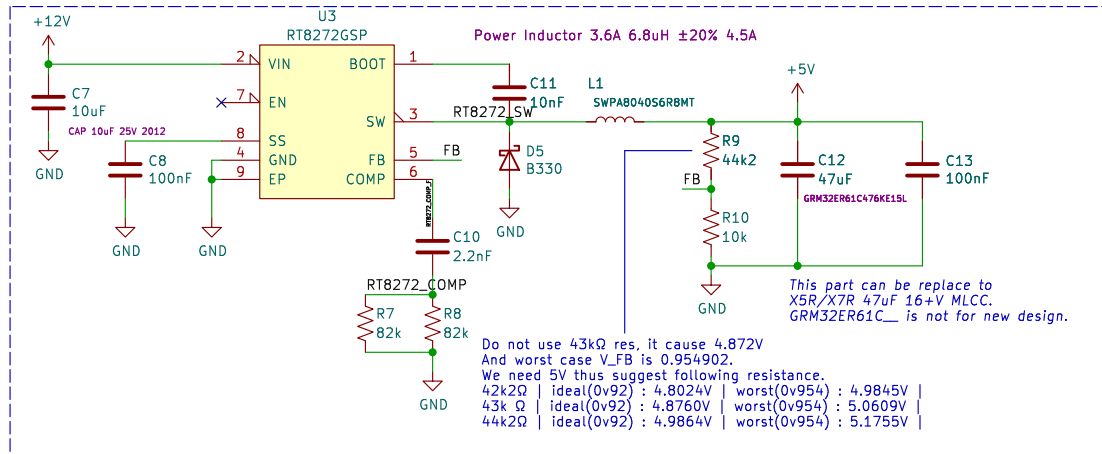 +12V
U3
RT8272GSP
Power Inductor 3.6A 6.8uH ±20% 4.5A
2
VIN
BOOT
1
C7
10uF
CAP 10uF 25V 2012
GND
7
EN
C11
10nF
L1
SWPA8040S6R8MT
+5V
RT8272_SW
SW
3
8
SS
C8
100nF
GND
4
GND
9
EP
GND
FB
5
FB
COMP
6
RT8272_COMP_F
D5
B330
GND
R9
44k2
FB
R10
10k
GND
C12
47uF
GRM32ER61C476KE15L
C13
100nF
C10
2.2nF
RT8272_COMP
R7
82k
R8
82k
GND
This part can be replace to
X5R/X7R 47uF 16+V MLCC.
GRM32ER61C__ is not for new design.
Do not use 43kΩ res, it cause 4.872V
And worst case V_FB is 0.954902.
We need 5V thus suggest following resistance.
42k2Ω | ideal(0v92) : 4.8024V | worst(0v954) : 4.9845V |
43k Ω | ideal(0v92) : 4.8760V | worst(0v954) : 5.0609V |
44k2Ω | ideal(0v92) : 4.9864V | worst(0v954) : 5.1755V |